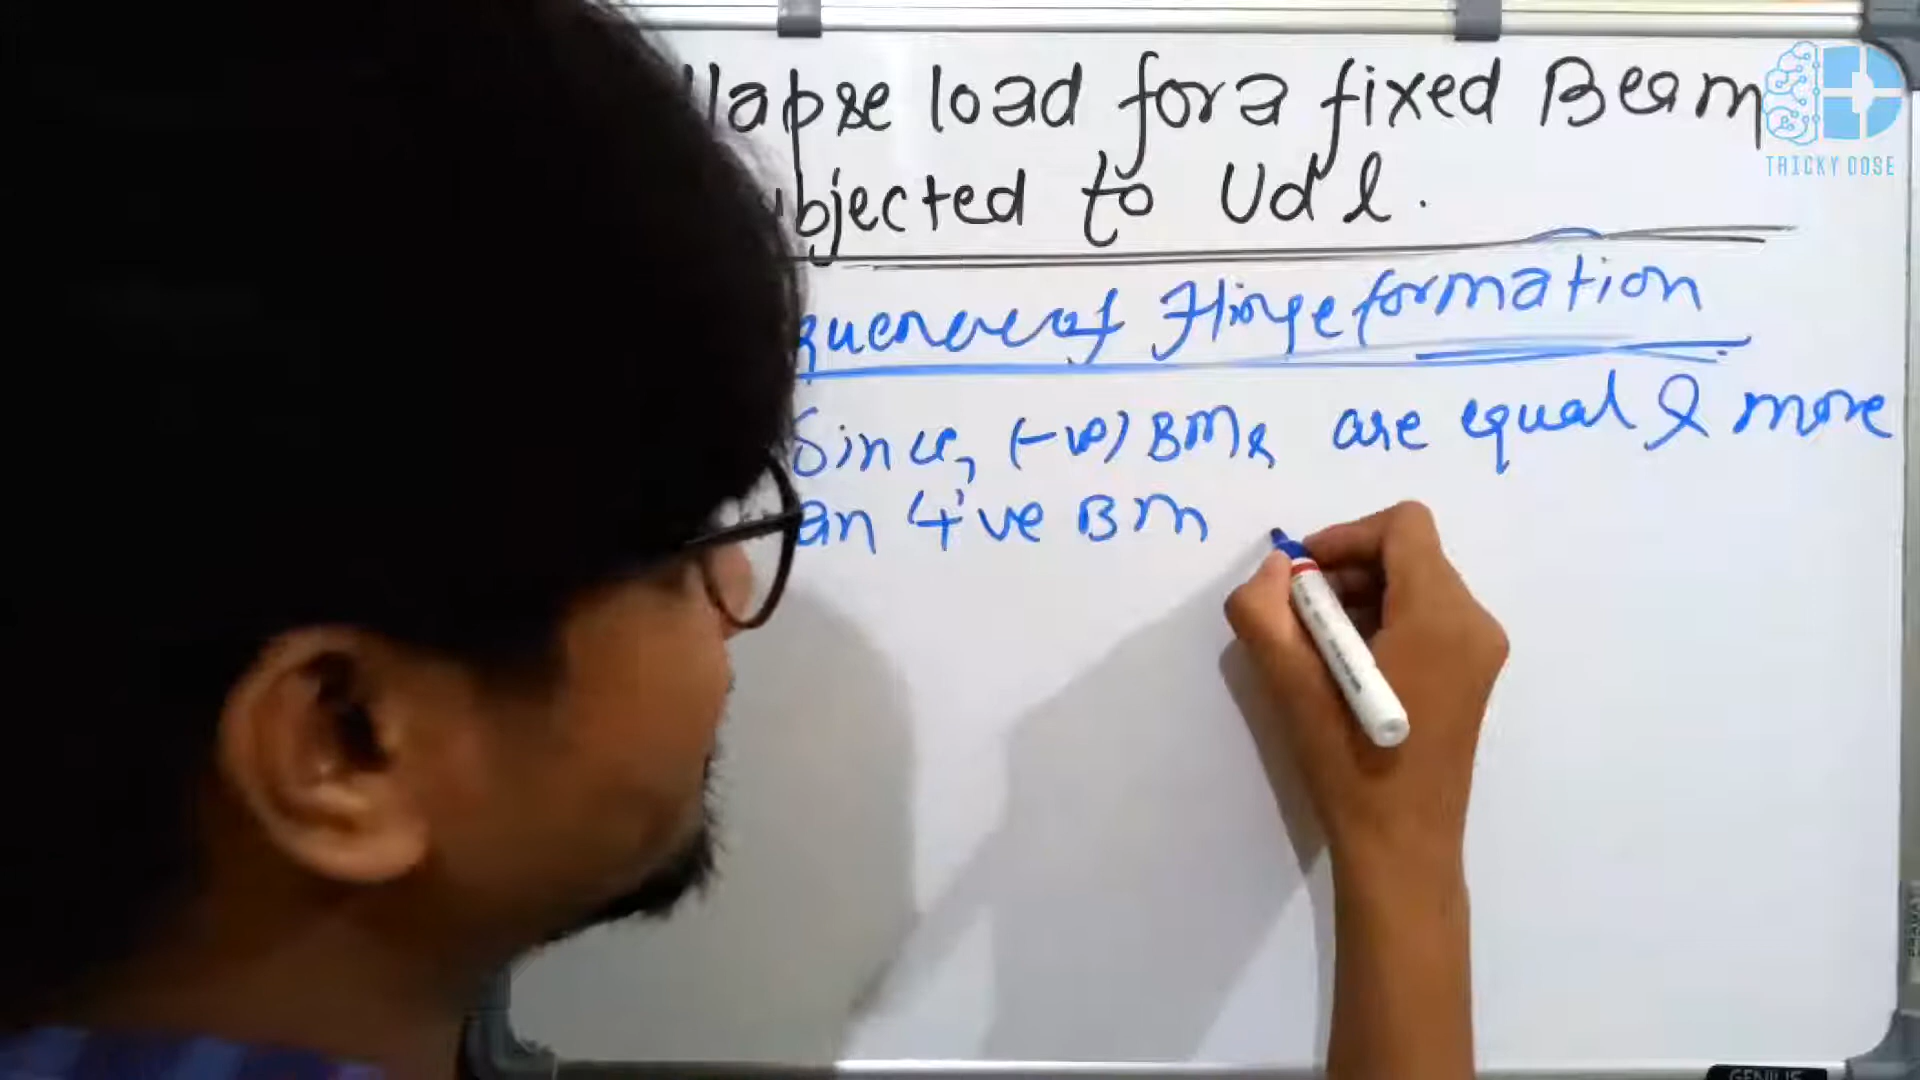 llapse load for a fixed Beam
ubjected to Udl.
quence of Hinge formation
Since, (-ve) BMs are equal & more
an +ve BM
TRICKY DOSE
GENIUS